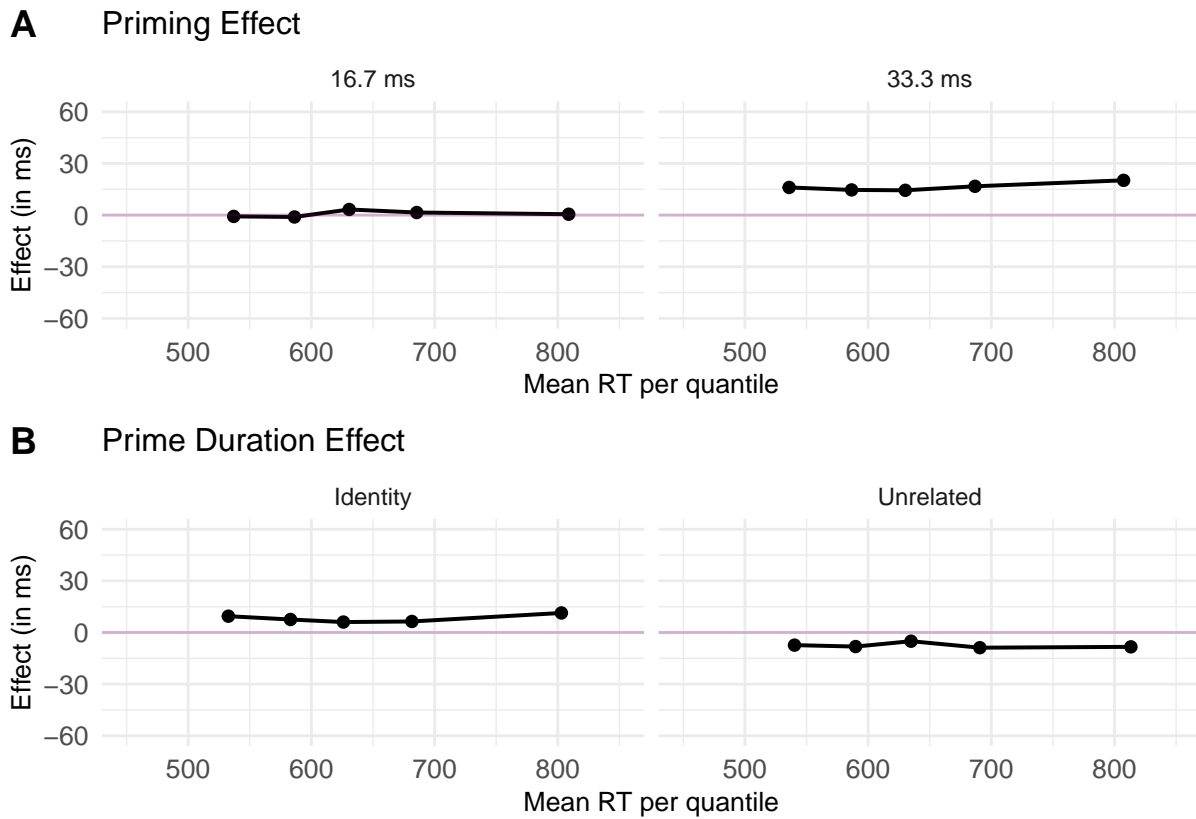 A Priming Effect
16.7 ms 33.3 ms
60
30
0
−30
−60
Effect (in ms)
500 600 700 800 500 600 700 800
Mean RT per quantile
B Prime Duration Effect
Identity Unrelated
60
30
0
−30
−60
Effect (in ms)
500 600 700 800 500 600 700 800
Mean RT per quantile